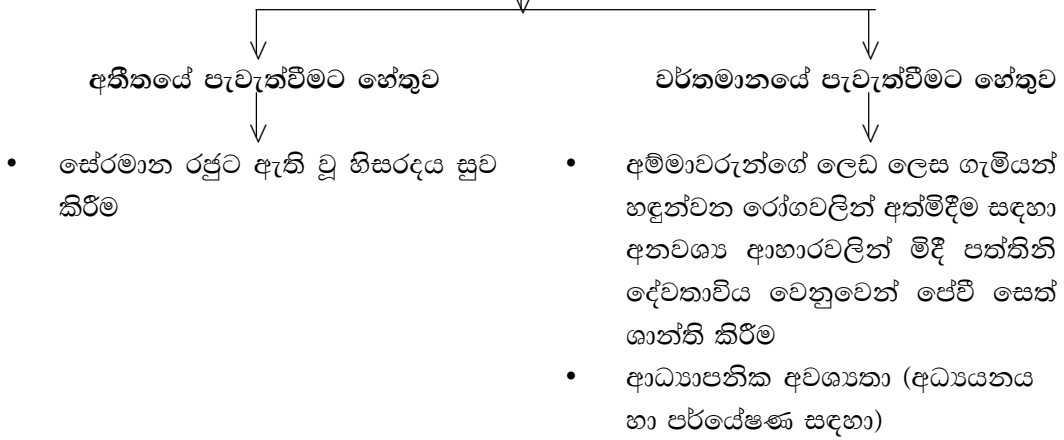 අතීතයේ පැවැත්වීමට හේතුව
• සේරමාන රජුට ඇති වූ හිසරදය සුව
කිරීම
වර්තමානයේ පැවැත්වීමට හේතුව
• අම්මාවරුන්ගේ ලෙඩ ලෙස ගැමියන්
හඳුන්වන රෝගවලින් අත්මිදීම සඳහා
අනවශ්‍ය ආහාරවලින් මිදී පත්තිනි
දේවතාවිය වෙනුවෙන් පේවී සෙත්
ශාන්ති කිරීම
• ආධ්‍යාපනික අවශ්‍යතා (අධ්‍යයනය
හා පර්යේෂණ සඳහා)